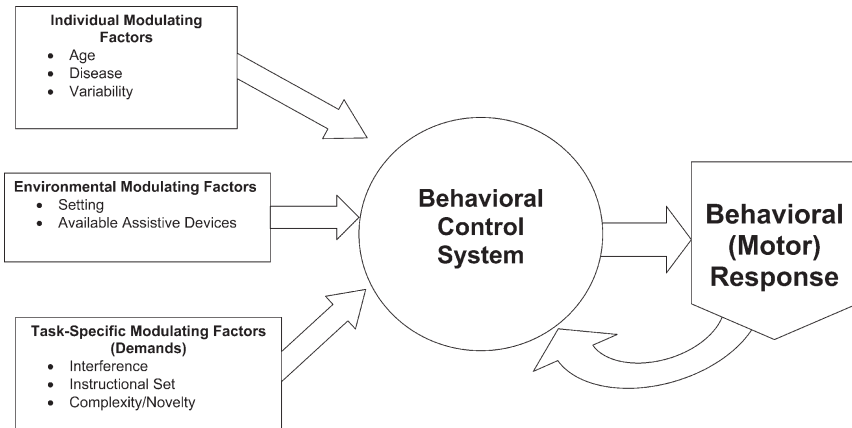 Individual Modulating
Factors
• Age
• Disease
• Variability
Environmental Modulating Factors
• Setting
• Available Assistive Devices
Task-Specific Modulating Factors
(Demands)
• Interference
• Instructional Set
• Complexity/Novelty
Behavioral
Control
System
Behavioral
(Motor)
Response